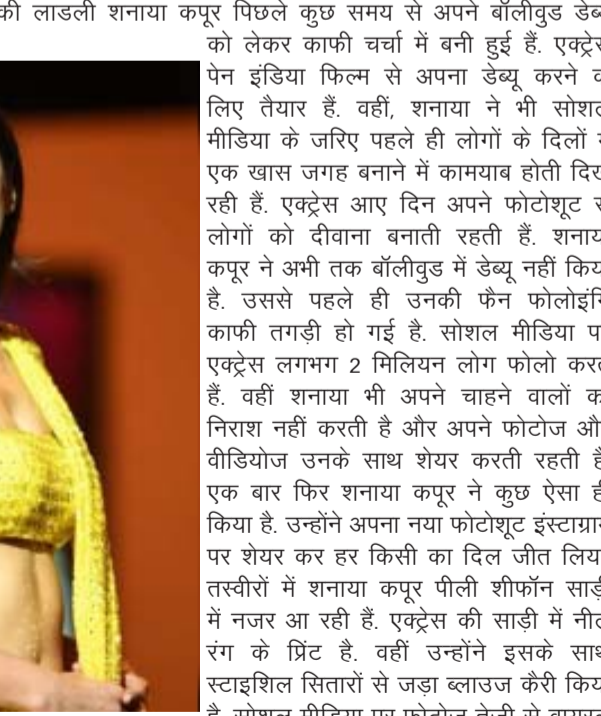 की लाडली शनाया कपूर पिछले कुछ समय से अपने बॉलीवुड
को लेकर काफी चर्चा में बनी हुई हैं. एक्ट्रेस
पेन इंडिया फिल्म से अपना डेब्यू करने
लिए तैयार हैं. वहीं, शनाया ने भी सोशल
मीडिया के जरिए पहले ही लोगों के दिलों
एक खास जगह बनाने में कामयाब होती
रही हैं. एक्ट्रेस आए दिन अपने फोटोशूट
लोगों को दीवाना बनाती रहती हैं.
कपूर ने अभी तक बॉलीवुड में डेब्यू नहीं
है. उससे पहले ही उनकी फैन
काफी तगड़ी हो गई है. सोशल मीडिया
एक्ट्रेस लगभग 2 मिलियन लोग फोलो
हैं. वहीं शनाया भी अपने चाहने वालों
निराश नहीं करती है और अपने फोटोज
वीडियोज उनके साथ शेयर करती रहती
एक बार फिर शनाया कपूर ने कुछ ऐसा
किया है. उन्होंने अपना नया फोटोशूट
पर शेयर कर हर किसी का दिल जीत
तस्वीरों में शनाया कपूर पीली शीफॉन
में नजर आ रही हैं. एक्ट्रेस की साड़ी में
रंग के प्रिंट है. वहीं उन्होंने इसके
स्टाइशिल सितारों से जड़ा ब्लाउज कैरी